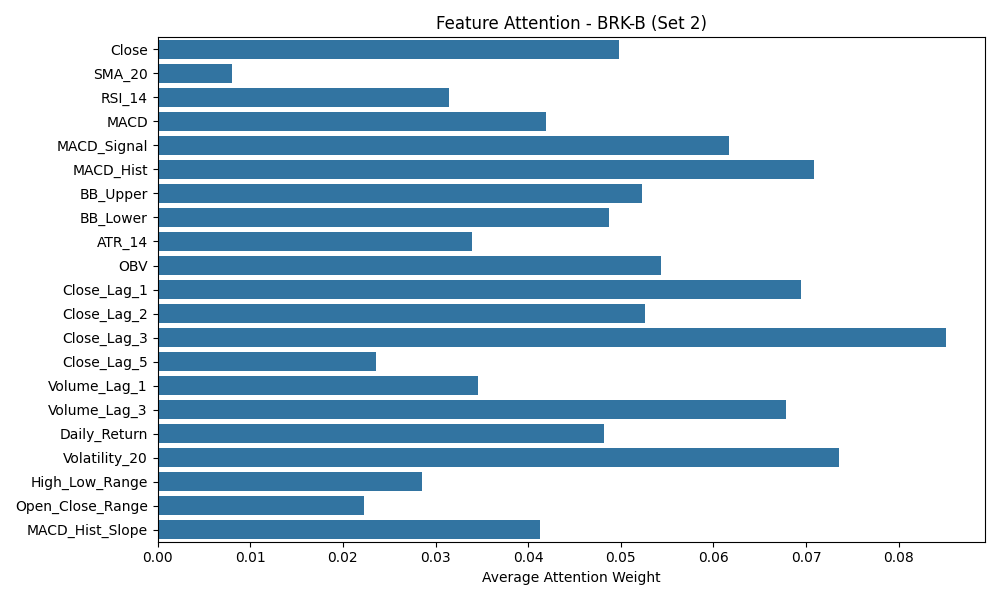 Feature Attention - BRK-B (Set 2)
Close
SMA_20
RSI_14
MACD
MACD_Signal
MACD_Hist
BB_Upper
BB_Lower
ATR_14
OBV
Close_Lag_1
Close_Lag_2
Close_Lag_3
Close_Lag_5
Volume_Lag_1
Volume_Lag_3
Daily_Return
Volatility_20
High_Low_Range
Open_Close_Range
MACD_Hist_Slope
0.00 0.01 0.02 0.03 0.04 0.05 0.06 0.07 0.08
Average Attention Weight